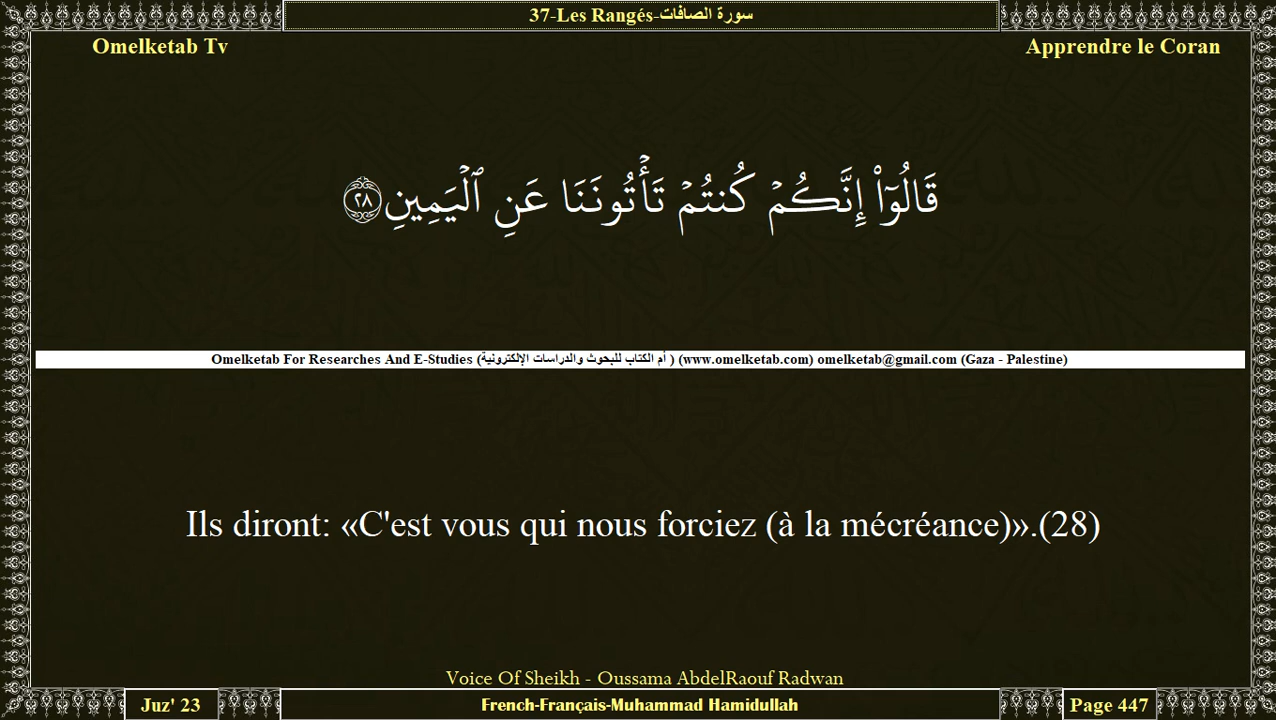 37-Les Rangés-سورة الصافات
Omelketab Tv
Apprendre le Coran
قَالُوٓا۟ إِنَّكُمۡ كُنتُمۡ تَأۡتُونَنَا عَنِ ٱلۡيَمِينِ ٢٨
Omelketab For Researches And E-Studies (أم الكتاب للبحوث والدراسات الإلكترونية ) (www.omelketab.com) omelketab@gmail.com (Gaza - Palestine)
Ils diront: «C'est vous qui nous forciez (à la mécréance)».(28)
Voice Of Sheikh - Oussama AbdelRaouf Radwan
Juz' 23
French-Français-Muhammad Hamidullah
Page 447